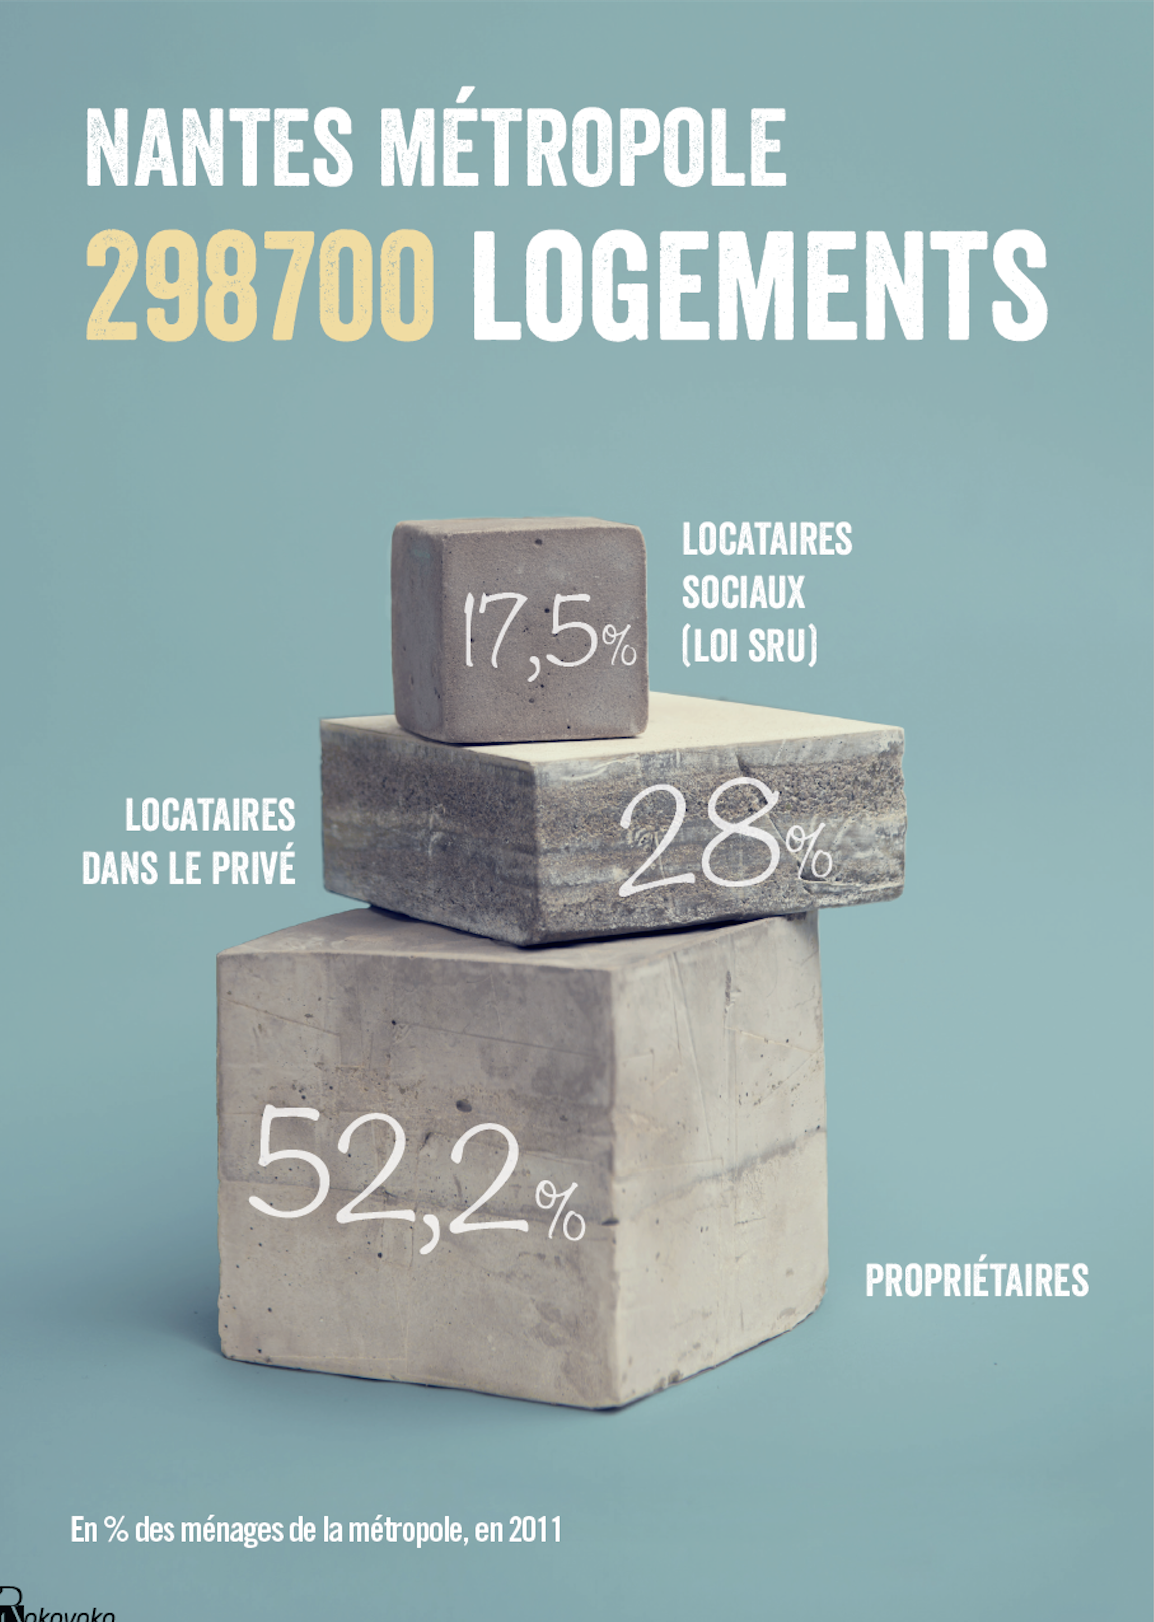 NANTES MÉTROPOLE
298700 LOGEMENTS
LOCATAIRES
SOCIAUX
(LOI SRU)
17,5%
28%
LOCATAIRES
DANS LE PRIVÉ
52,2%
PROPRIÉTAIRES
En % des ménages de la métropole, en 2011